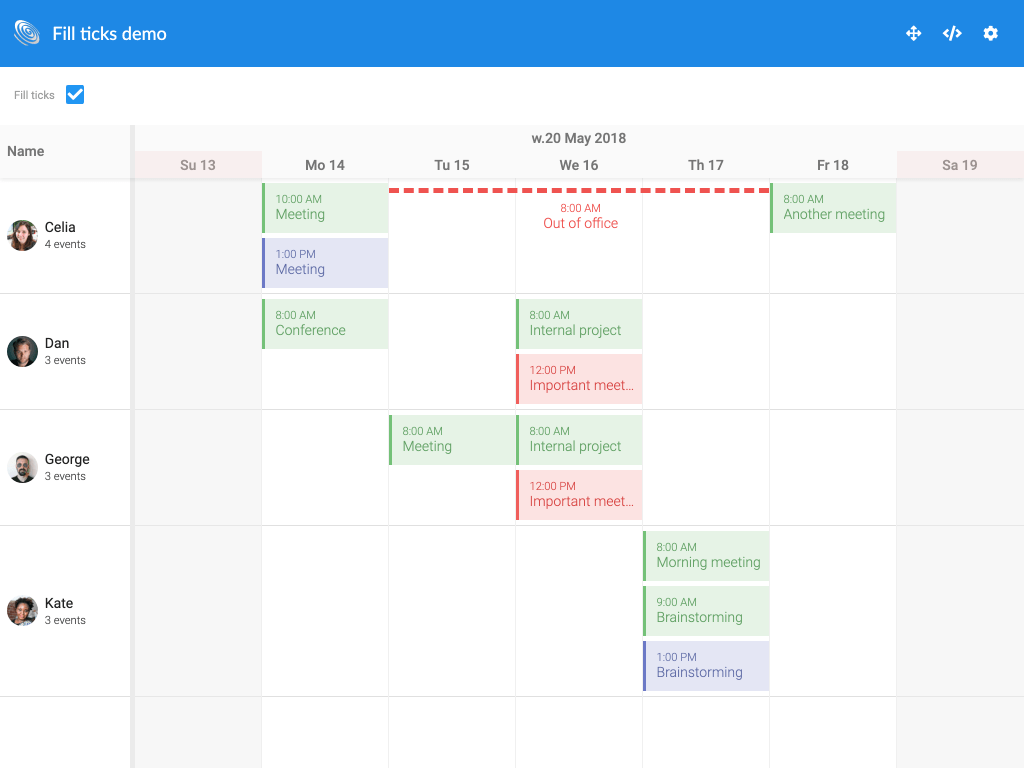 Fill ticks demo
Fill ticks
Name
w.20 May 2018
Su 13
Mo 14
Tu 15
We 16
Th 17
Fr 18
Sa 19
Celia
4 events
10:00 AM
Meeting
1:00 PM
Meeting
8:00 AM
Out of office
8:00 AM
Another meeting
Dan
3 events
8:00 AM
Conference
8:00 AM
Internal project
12:00 PM
Important meet...
George
3 events
8:00 AM
Meeting
8:00 AM
Internal project
12:00 PM
Important meet...
Kate
3 events
8:00 AM
Morning meeting
9:00 AM
Brainstorming
1:00 PM
Brainstorming